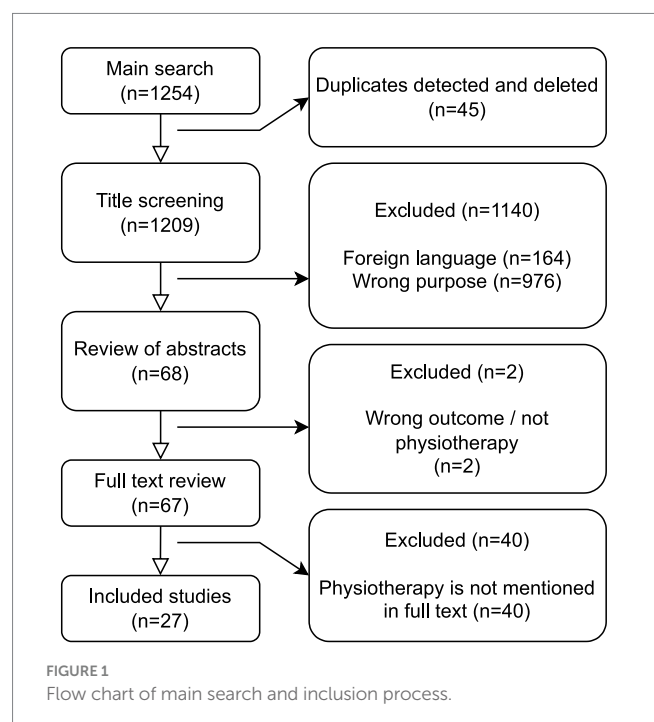 Main search
(n=1254)
Duplicates detected and deleted
(n=45)
Title screening
(n=1209)
Excluded (n=1140)
Foreign language (n=164)
Wrong purpose (n=976)
Review of abstracts
(n=68)
Excluded (n=2)
Wrong outcome / not
physiotherapy
(n=2)
Full text review
(n=67)
Excluded (n=40)
Physiotherapy is not mentioned
in full text (n=40)
Included studies
(n=27)
FIGURE 1
Flow chart of main search and inclusion process.